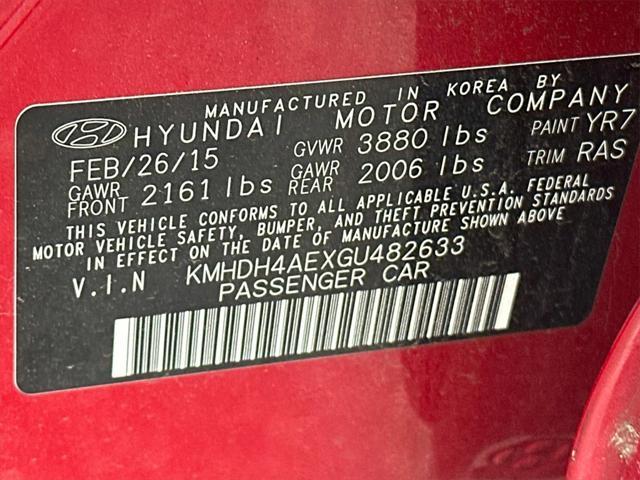 MANUFACTURED IN KOREA BY
HYUNDAI MOTOR COMPANY
FEB/26/15 GVWR 3880 lbs PAINT YR7
GAWR FRONT 2161 lbs GAWR REAR 2006 lbs TRIM RAS
THIS VEHICLE CONFORMS TO ALL APPLICABLE U.S.A. FEDERAL
MOTOR VEHICLE SAFETY, BUMPER, AND THEFT PREVENTION STANDARDS
IN EFFECT ON THE DATE OF MANUFACTURE SHOWN ABOVE
V.I.N KMHDH4AEXGU482633
PASSENGER CAR